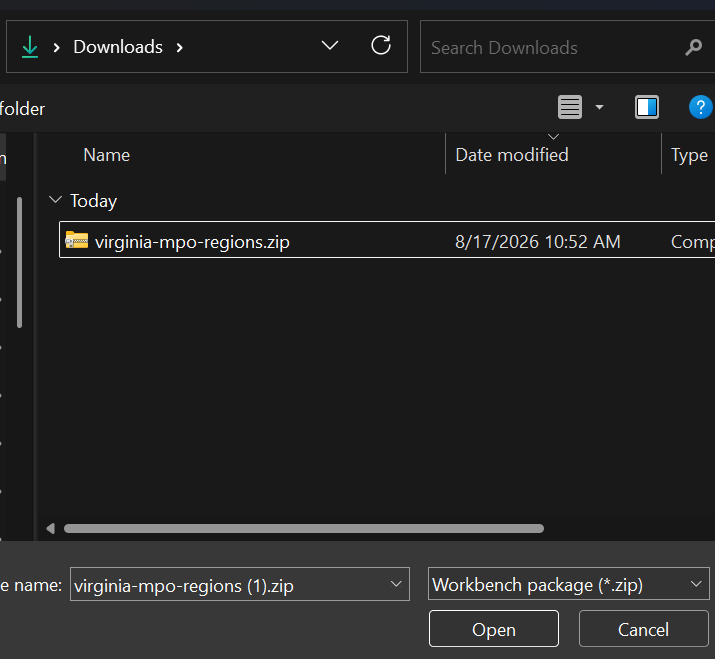 Downloads
Search Downloads
folder
?
Name Date modified Type
Today
virginia-mpo-regions.zip 8/17/2026 10:52 AM Comp
e name: virginia-mpo-regions (1).zip Workbench package (*.zip)
Open Cancel